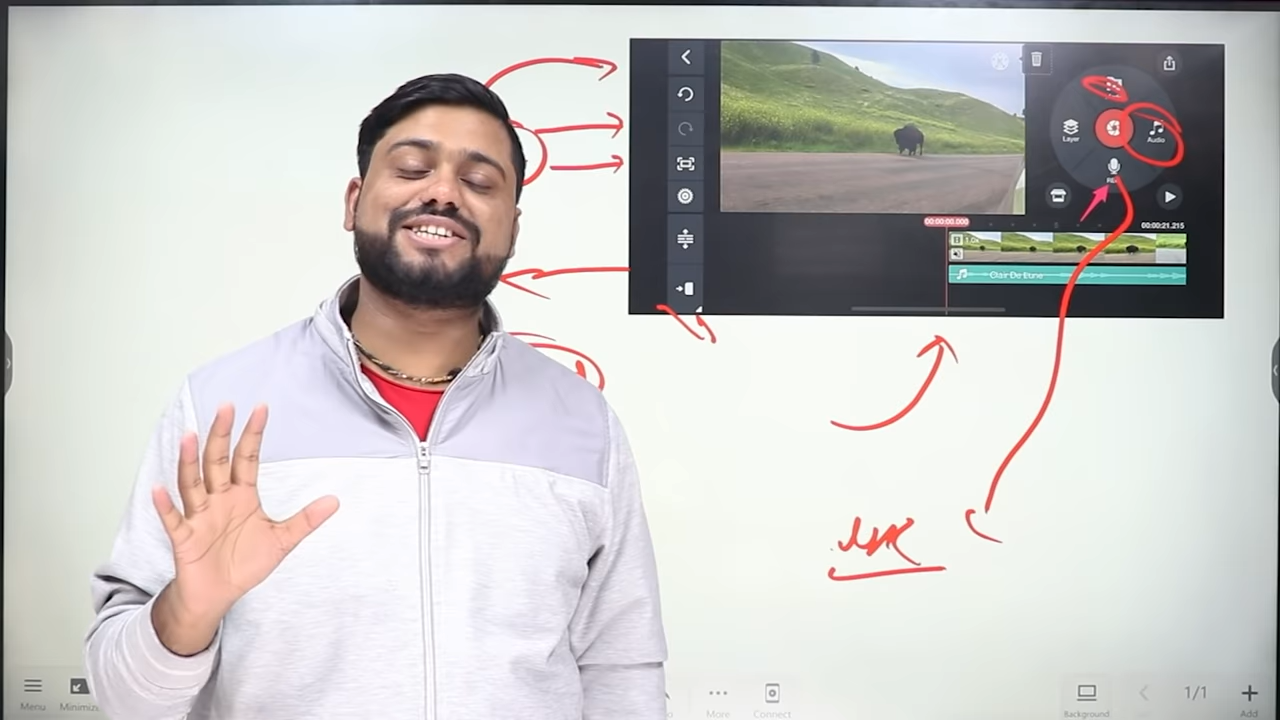 Layer
Audio
00:00:00.000
00:00:21.215
Clair De Lune
Menu
Minimiz
More
Connect
Background
1/1
Add